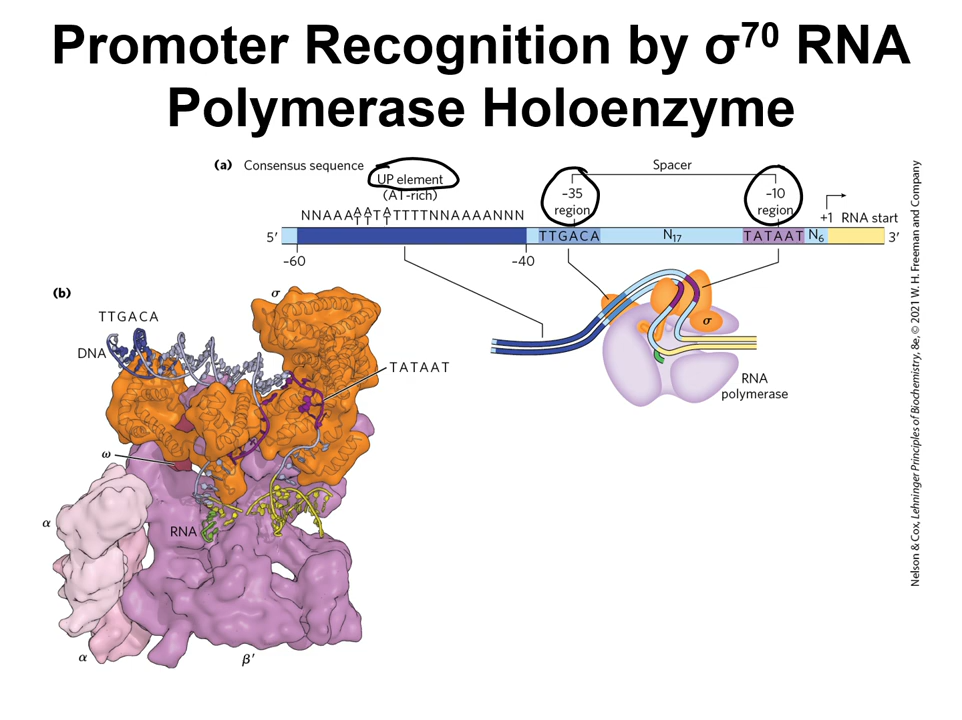 Promoter Recognition by σ⁷⁰ RNA
Polymerase Holoenzyme
(a) Consensus sequence
UP element
(AT-rich)
Spacer
–35
region
–10
region
+1 RNA start
NNAAAAATATTTTNNAAAANNN
5′
TTGACA
N₁₇
TATAAT
N₆
3′
–60
–40
σ
RNA
polymerase
(b)
σ
TTGACA
DNA
TATAAT
ω
α
RNA
α
β′
Nelson & Cox, Lehninger Principles of Biochemistry, 8e, © 2021 W. H. Freeman and Company